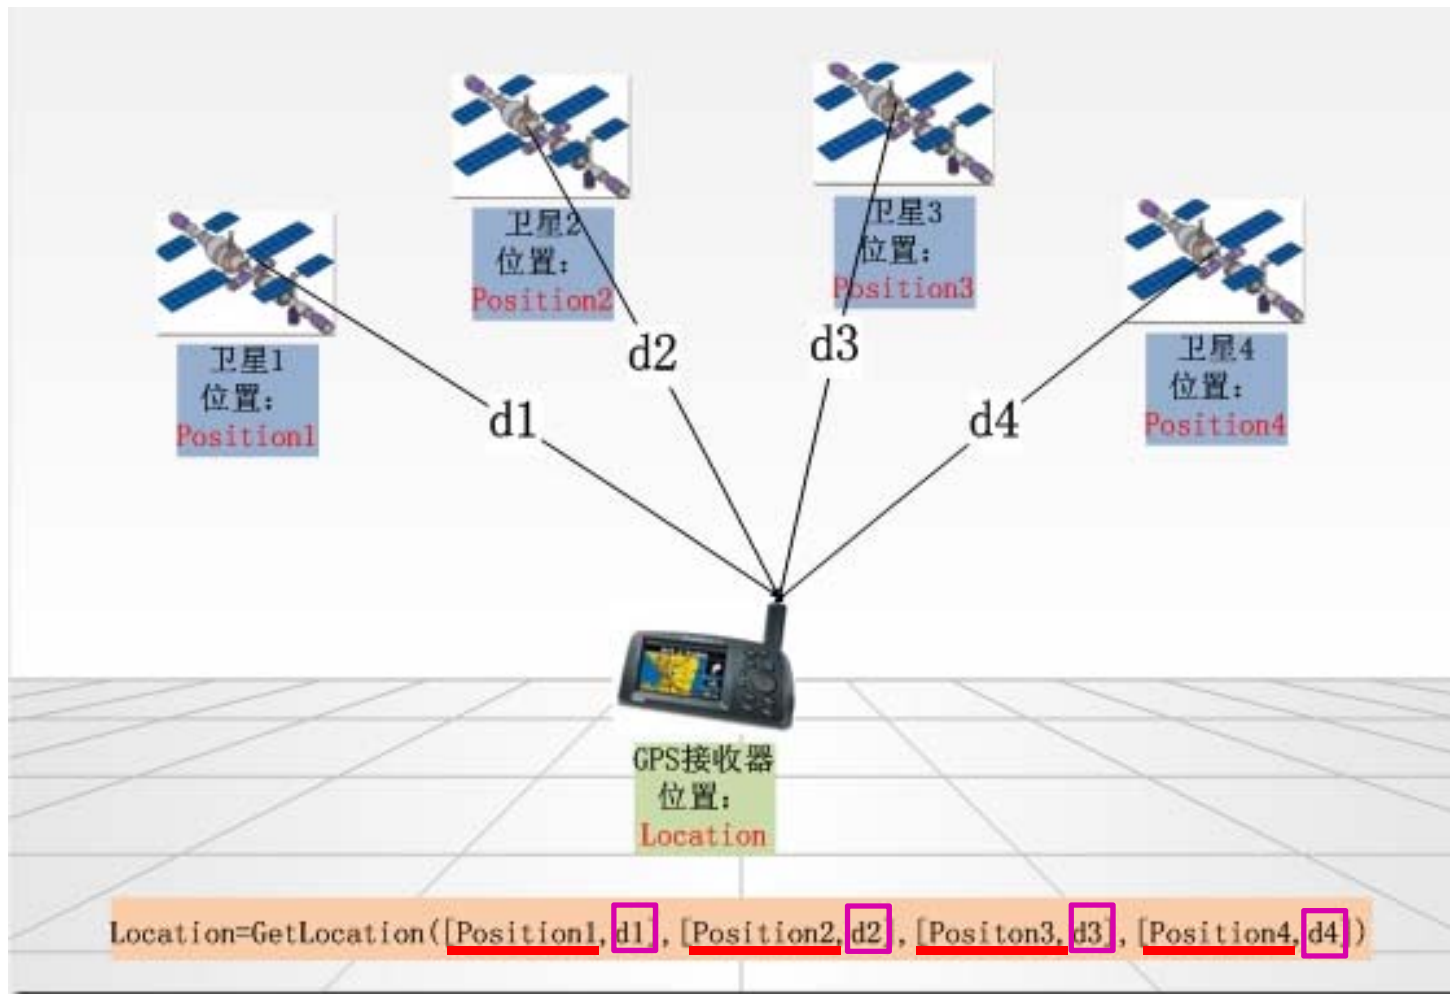 卫星2
位置:
Position2
卫星3
位置:
Position3
卫星1
位置:
Position1
卫星4
位置:
Position4
d1
d2
d3
d4
GPS接收器
位置:
Location
Location=GetLocation([Position1,d1],[Position2,d2],[Positon3,d3],[Position4,d4])